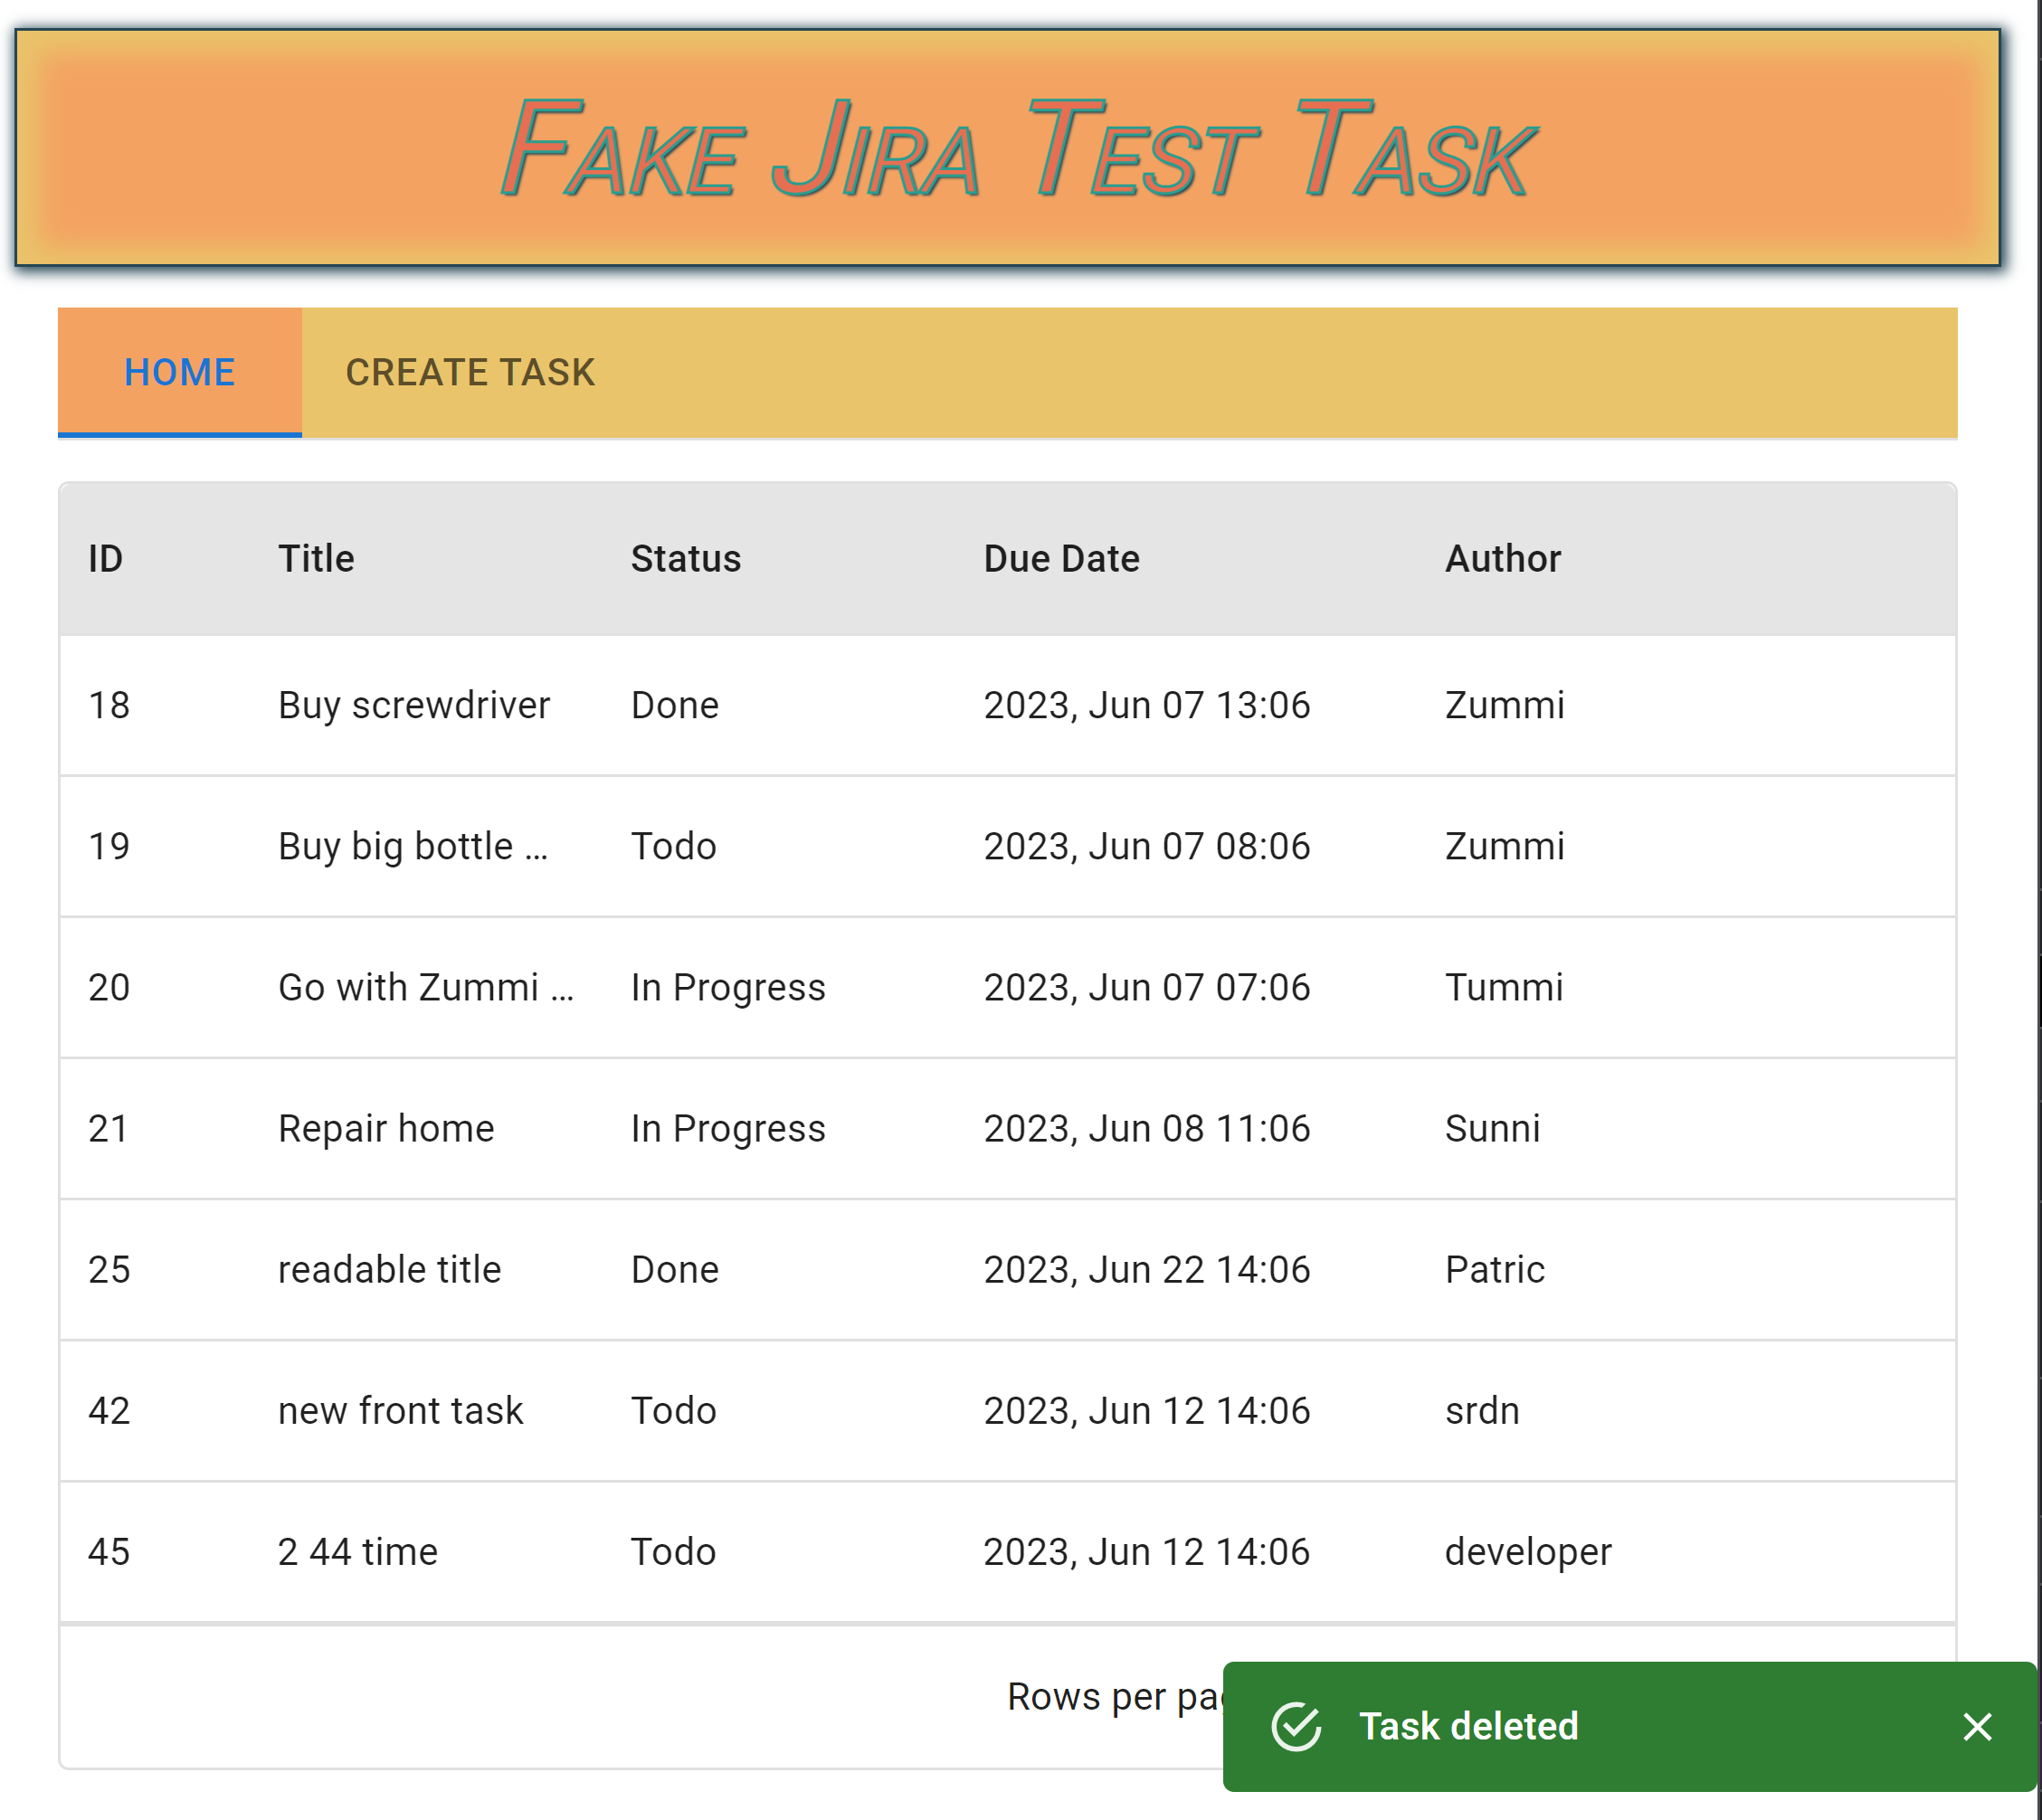 Fake Jira Test Task
HOME CREATE TASK
ID Title Status Due Date Author
18 Buy screwdriver Done 2023, Jun 07 13:06 Zummi
19 Buy big bottle ... Todo 2023, Jun 07 08:06 Zummi
20 Go with Zummi ... In Progress 2023, Jun 07 07:06 Tummi
21 Repair home In Progress 2023, Jun 08 11:06 Sunni
25 readable title Done 2023, Jun 22 14:06 Patric
42 new front task Todo 2023, Jun 12 14:06 srdn
45 2 44 time Todo 2023, Jun 12 14:06 developer
Rows per
Task deleted